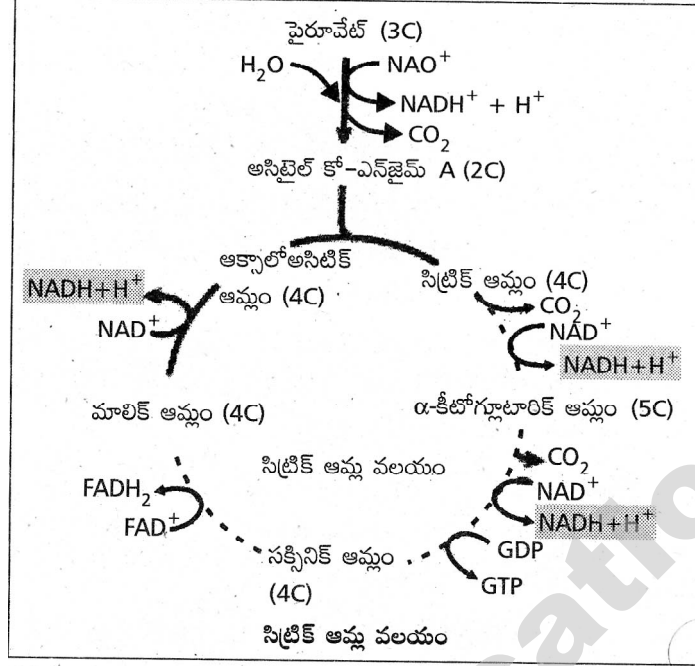 పైరూవేట్ (3C)
H₂O
NAO⁺
NADH⁺ + H⁺
CO₂
అసిటైల్ కో-ఎన్‌జైమ్ A (2C)
ఆక్సాలోఅసిటిక్
ఆమ్లం (4C)
సిట్రిక్ ఆమ్లం (4C)
NADH+H⁺
NAD⁺
CO₂
NAD⁺
NADH+H⁺
మాలిక్ ఆమ్లం (4C)
α-కీటోగ్లూటారిక్ ఆమ్లం (5C)
సిట్రిక్ ఆమ్ల వలయం
CO₂
NAD⁺
NADH+H⁺
FADH₂
FAD⁺
GDP
GTP
సక్సినిక్ ఆమ్లం
(4C)
సిట్రిక్ ఆమ్ల వలయం